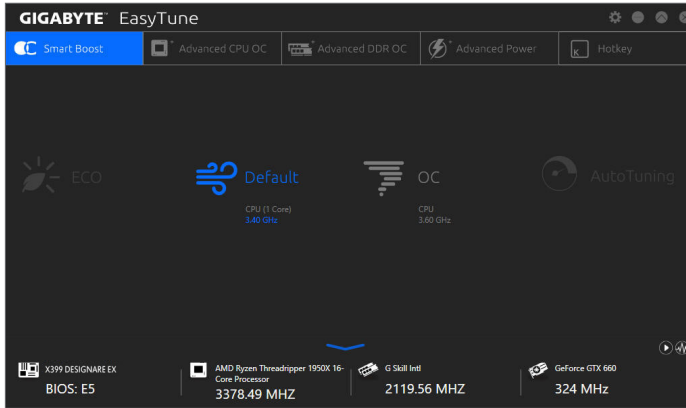 GIGABYTE™ EasyTune
Smart Boost
Advanced CPU OC
Advanced DDR OC
Advanced Power
K
Hotkey
ECO
Default
OC
AutoTuning
CPU (1 Core)
3.40 GHz
CPU
3.60 GHz
X399 DESIGNARE EX
BIOS: E5
AMD Ryzen Threadripper 1950X 16-
Core Processor
3378.49 MHZ
G Skill Intl
2119.56 MHZ
GeForce GTX 660
324 MHz